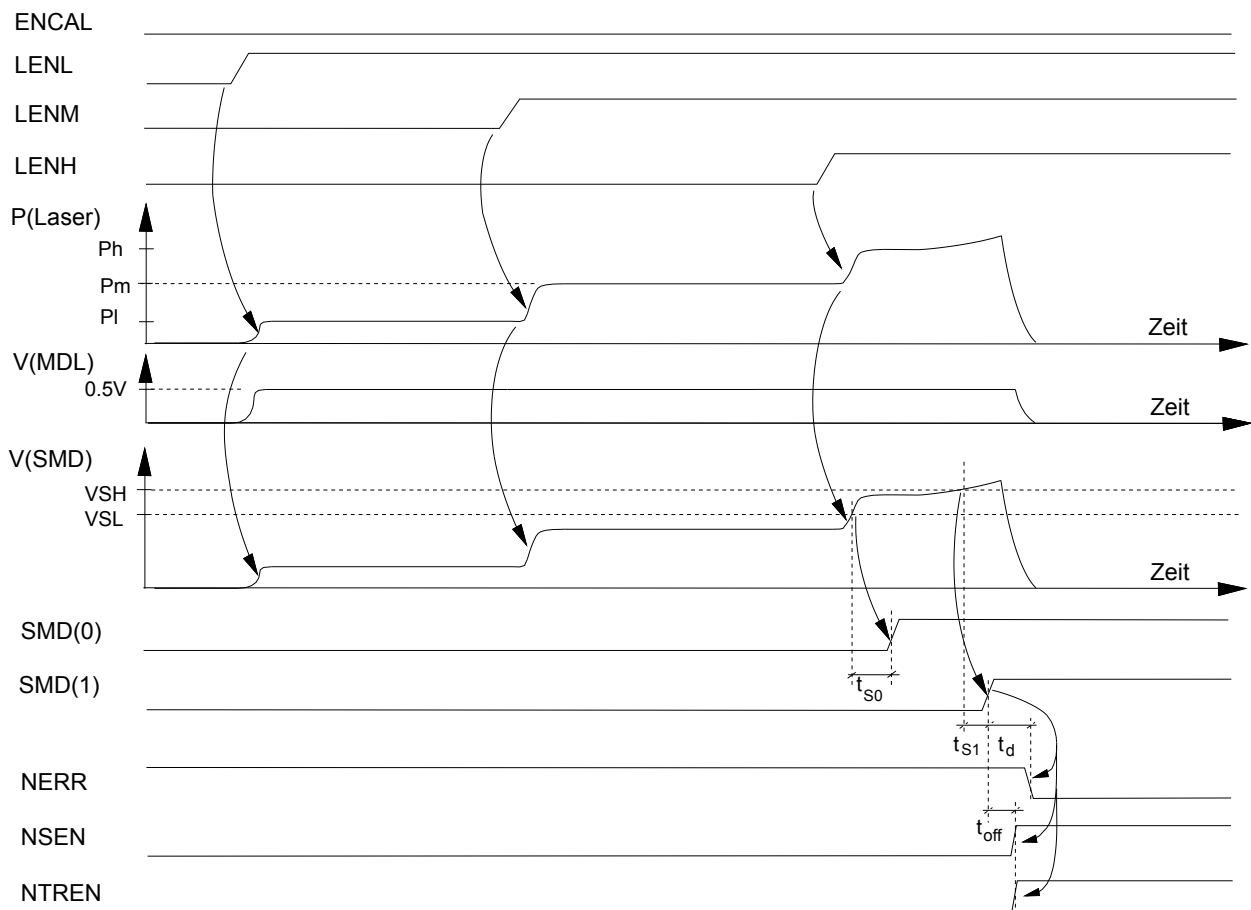 ENCAL
LENL
LENM
LENH
P(Laser)
Ph
Pm
Pl
Zeit
V(MDL)
0.5V
Zeit
V(SMD)
VSH
VSL
Zeit
SMD(0)
tS0
SMD(1)
tS1 td
NERR
toff
NSEN
NTREN